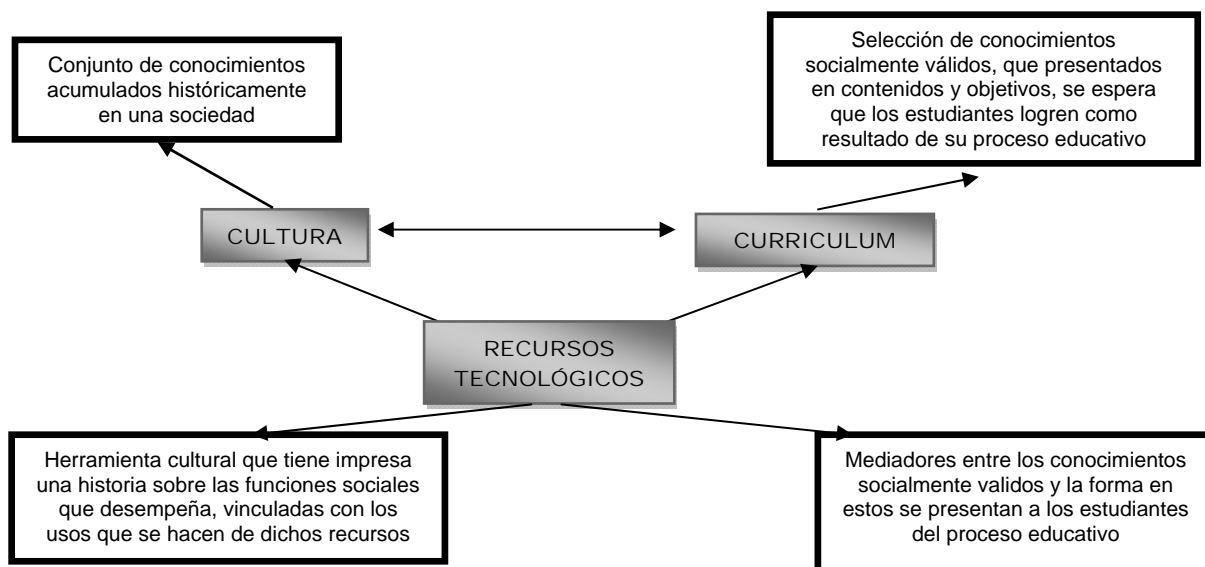 Conjunto de conocimientos
acumulados históricamente
en una sociedad
Selección de conocimientos
socialmente válidos, que presentados
en contenidos y objetivos, se espera
que los estudiantes logren como
resultado de su proceso educativo
CULTURA
CURRICULUM
RECURSOS
TECNOLÓGICOS
Herramienta cultural que tiene impresa
una historia sobre las funciones sociales
que desempeña, vinculadas con los
usos que se hacen de dichos recursos
Mediadores entre los conocimientos
socialmente validos y la forma en
estos se presentan a los estudiantes
del proceso educativo